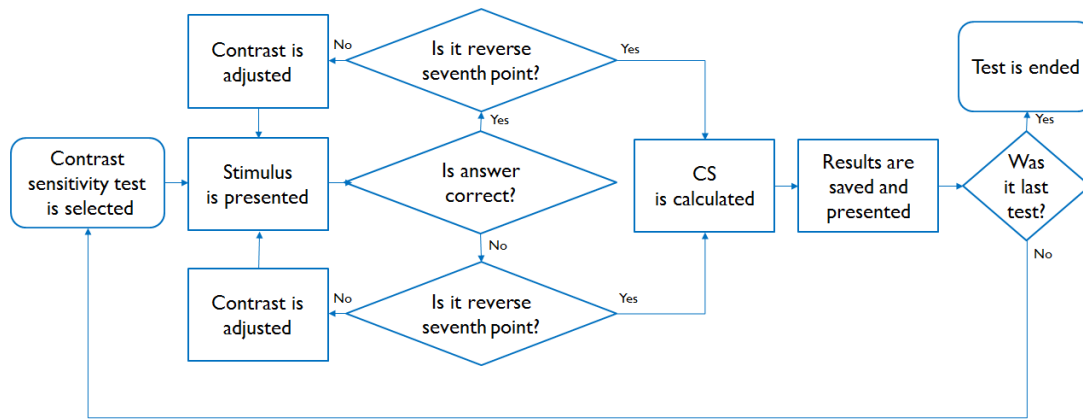 Contrast is
adjusted
No
Is it reverse
seventh point?
Yes
Test is ended
Yes
Contrast
sensitivity test
is selected
Stimulus
is presented
Yes
Is answer
correct?
No
CS
is calculated
Results are
saved and
presented
Was
it last
test?
No
Contrast is
adjusted
No
Is it reverse
seventh point?
Yes